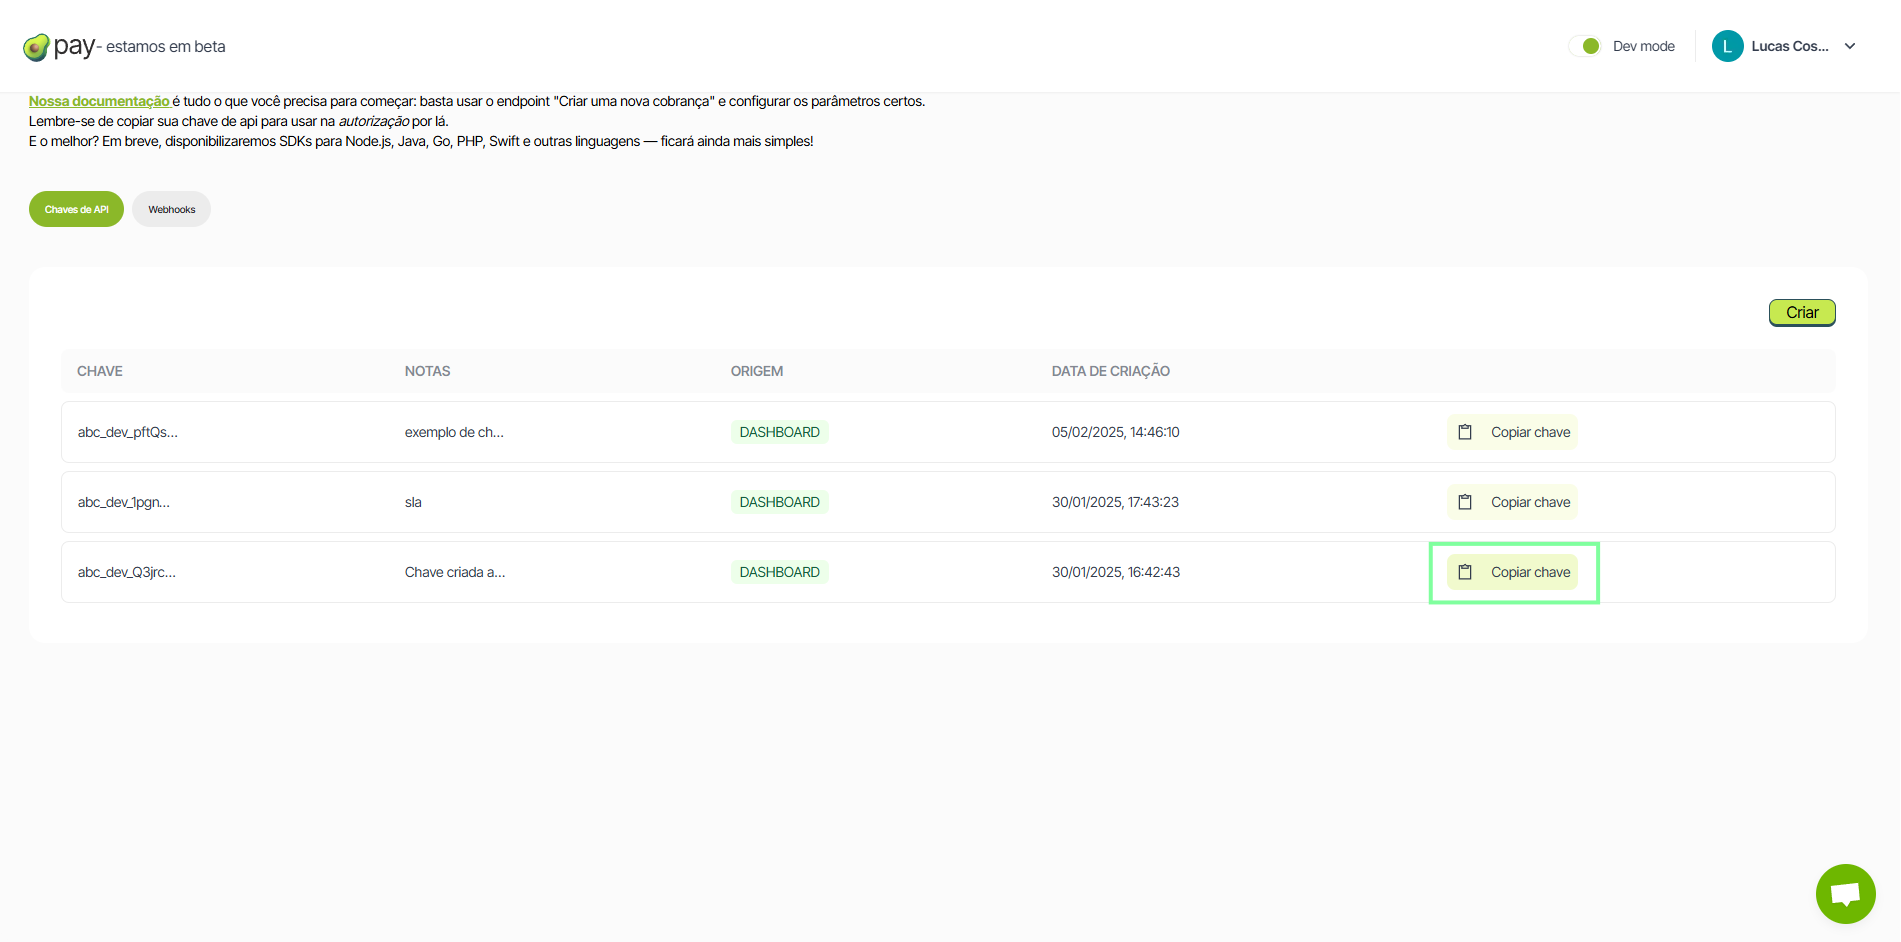 pay - estamos em beta
Dev mode
L
Lucas Cos...
Nossa documentação é tudo o que você precisa para começar: basta usar o endpoint "Criar uma nova cobrança" e configurar os parâmetros certos.
Lembre-se de copiar sua chave de api para usar na autorização por lá.
E o melhor? Em breve, disponibilizaremos SDKs para Node.js, Java, Go, PHP, Swift e outras linguagens — ficará ainda mais simples!
Chaves de API
Webhooks
Criar
CHAVE NOTAS ORIGEM DATA DE CRIAÇÃO
abc_dev_pftQs... exemplo de ch... DASHBOARD 05/02/2025, 14:46:10 Copiar chave
abc_dev_1pgn... sla DASHBOARD 30/01/2025, 17:43:23 Copiar chave
abc_dev_Q3jrc... Chave criada a... DASHBOARD 30/01/2025, 16:42:43 Copiar chave